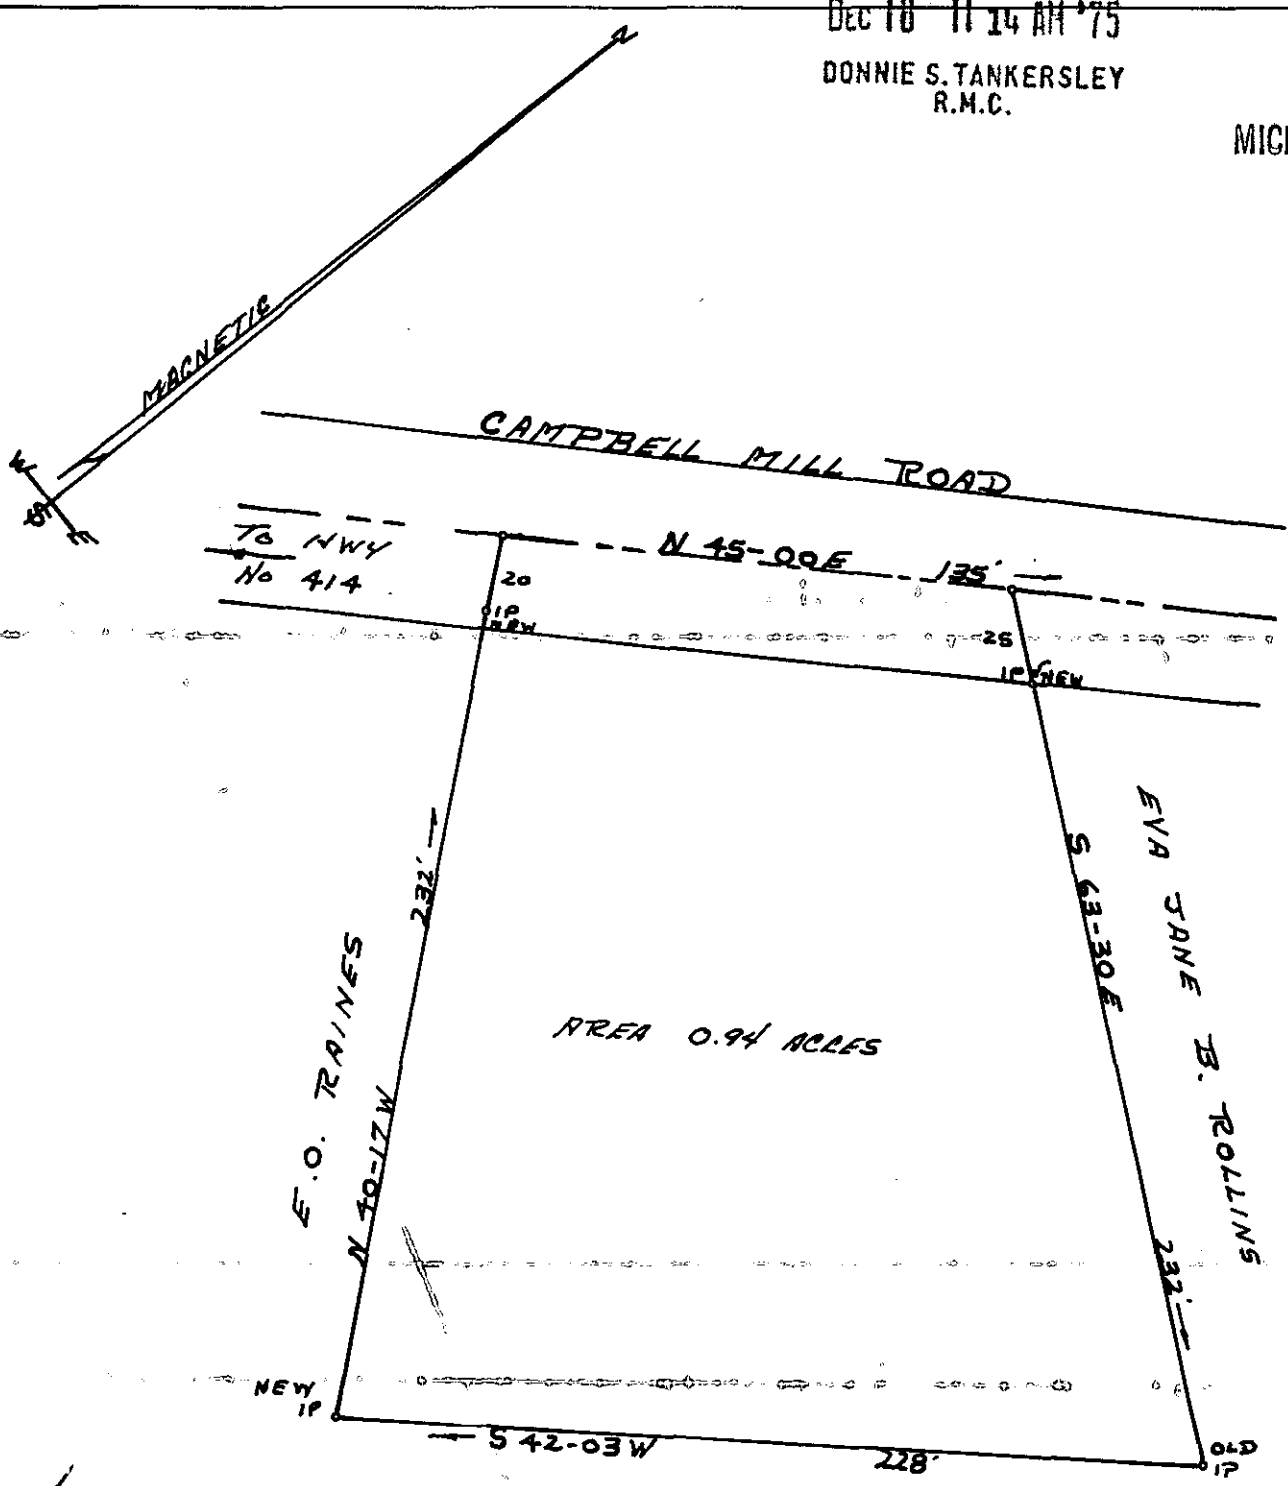 DEC 18 11 14 AM '75
DONNIE S. TANKERSLEY
R.M.C.
N
MAGNETIC
W
S
E
CAMPBELL MILL ROAD
TO HWY
No 414
N 45-00E 135'
20
IP
NEW
25
IP NEW
232'
N 40-17W
E.O. RAINES
S 63-30E
232'
EVA JANE B. ROLLINS
AREA 0.94 ACRES
NEW
IP
S 42-03W 228'
OLD
IP